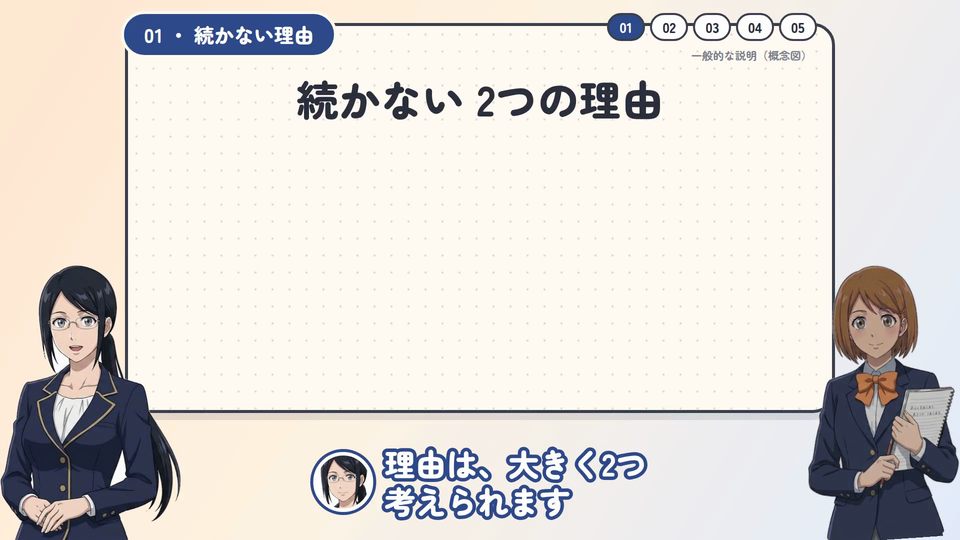 01 ・ 続かない理由
01 02 03 04 05
一般的な説明（概念図）
続かない 2つの理由
理由は、大きく2つ
考えられます